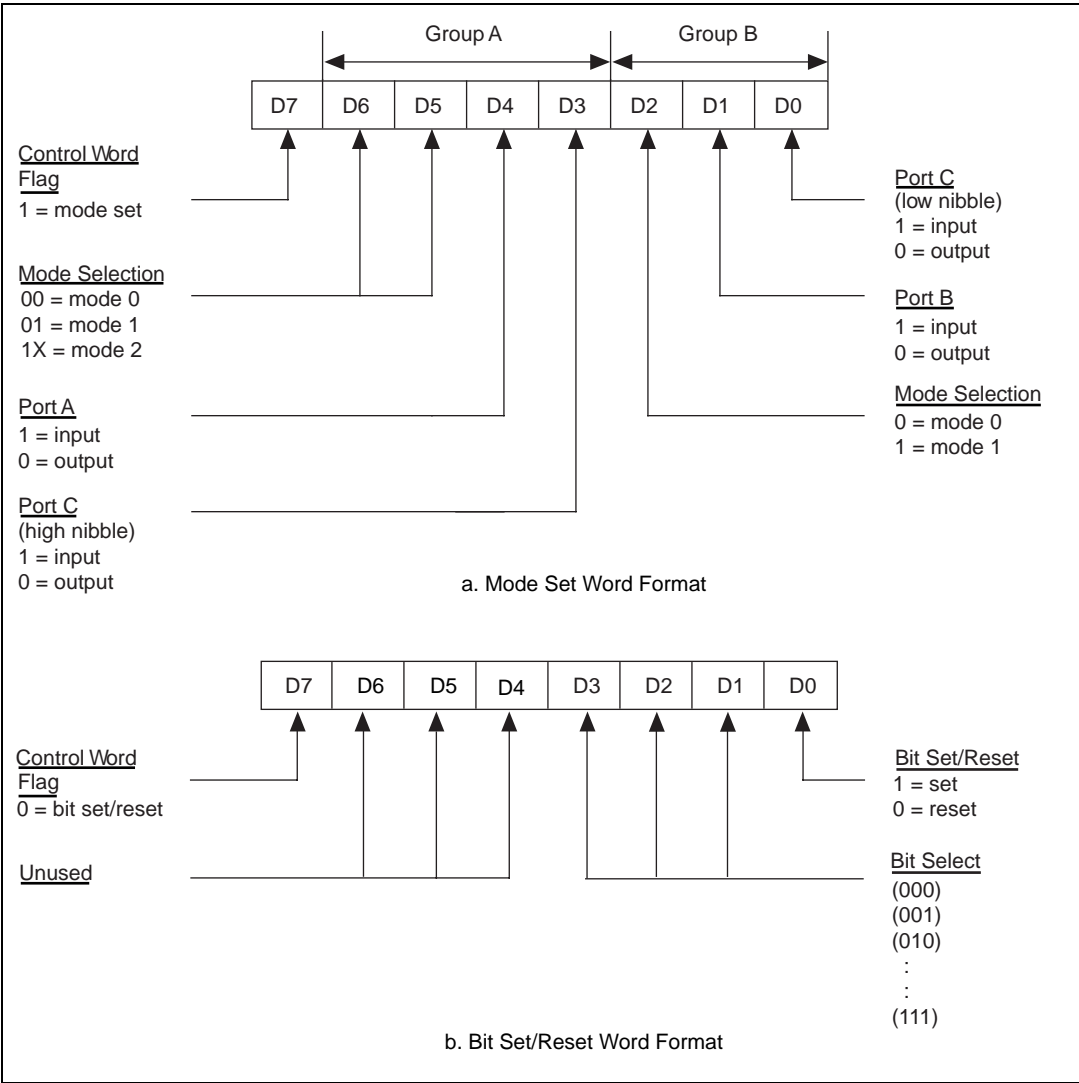 Group A
Group B
D7 D6 D5 D4 D3 D2 D1 D0
Control Word
Flag
1 = mode set
Mode Selection
00 = mode 0
01 = mode 1
1X = mode 2
Port A
1 = input
0 = output
Port C
(high nibble)
1 = input
0 = output
Port C
(low nibble)
1 = input
0 = output
Port B
1 = input
0 = output
Mode Selection
0 = mode 0
1 = mode 1
a. Mode Set Word Format
D7 D6 D5 D4 D3 D2 D1 D0
Control Word
Flag
0 = bit set/reset
Unused
Bit Set/Reset
1 = set
0 = reset
Bit Select
(000)
(001)
(010)
:
:
(111)
b. Bit Set/Reset Word Format